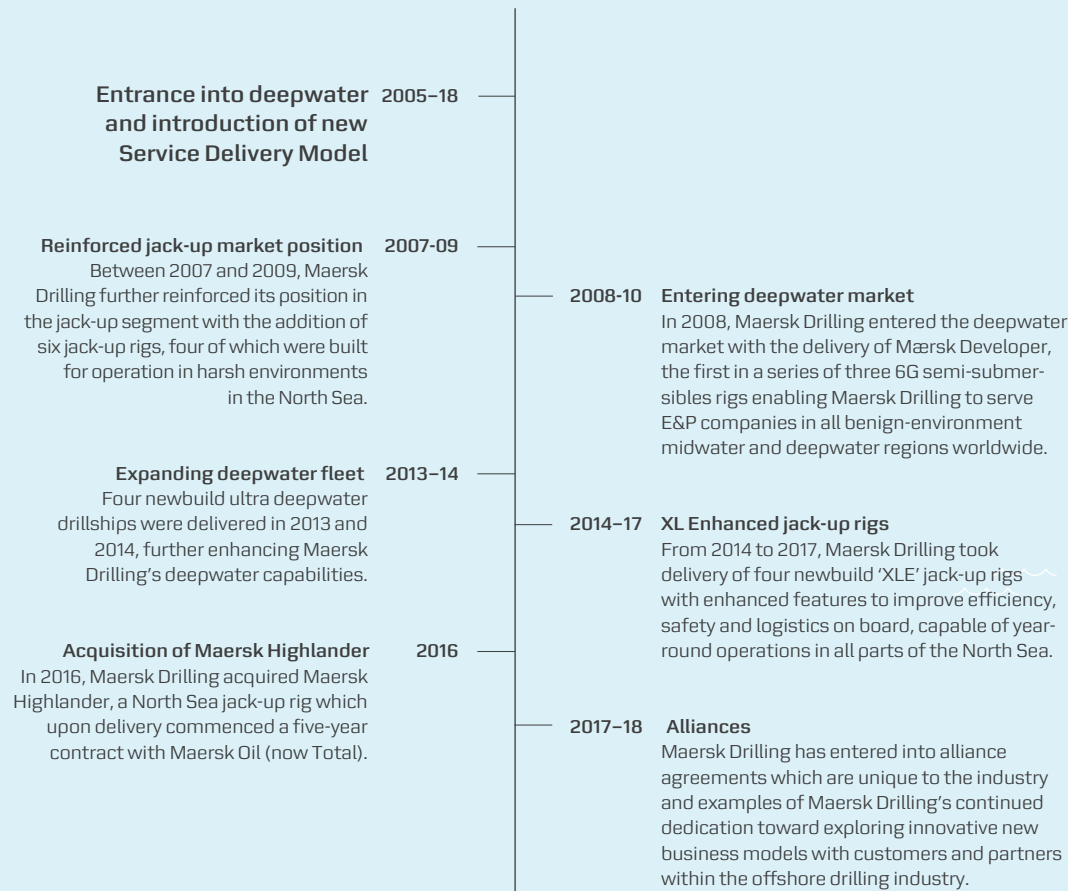 Entrance into deepwater 2005–18
and introduction of new
Service Delivery Model
Reinforced jack-up market position 2007-09
Between 2007 and 2009, Maersk
Drilling further reinforced its position in
the jack-up segment with the addition of
six jack-up rigs, four of which were built
for operation in harsh environments
in the North Sea.
2008-10 Entering deepwater market
In 2008, Maersk Drilling entered the deepwater
market with the delivery of Mærsk Developer,
the first in a series of three 6G semi-submer-
sibles rigs enabling Maersk Drilling to serve
E&P companies in all benign-environment
midwater and deepwater regions worldwide.
Expanding deepwater fleet 2013–14
Four newbuild ultra deepwater
drillships were delivered in 2013 and
2014, further enhancing Maersk
Drilling's deepwater capabilities.
2014–17 XL Enhanced jack-up rigs
From 2014 to 2017, Maersk Drilling took
delivery of four newbuild ‘XLE’ jack-up rigs
with enhanced features to improve efficiency,
safety and logistics on board, capable of year-
round operations in all parts of the North Sea.
Acquisition of Maersk Highlander 2016
In 2016, Maersk Drilling acquired Maersk
Highlander, a North Sea jack-up rig which
upon delivery commenced a five-year
contract with Maersk Oil (now Total).
2017–18 Alliances
Maersk Drilling has entered into alliance
agreements which are unique to the industry
and examples of Maersk Drilling's continued
dedication toward exploring innovative new
business models with customers and partners
within the offshore drilling industry.